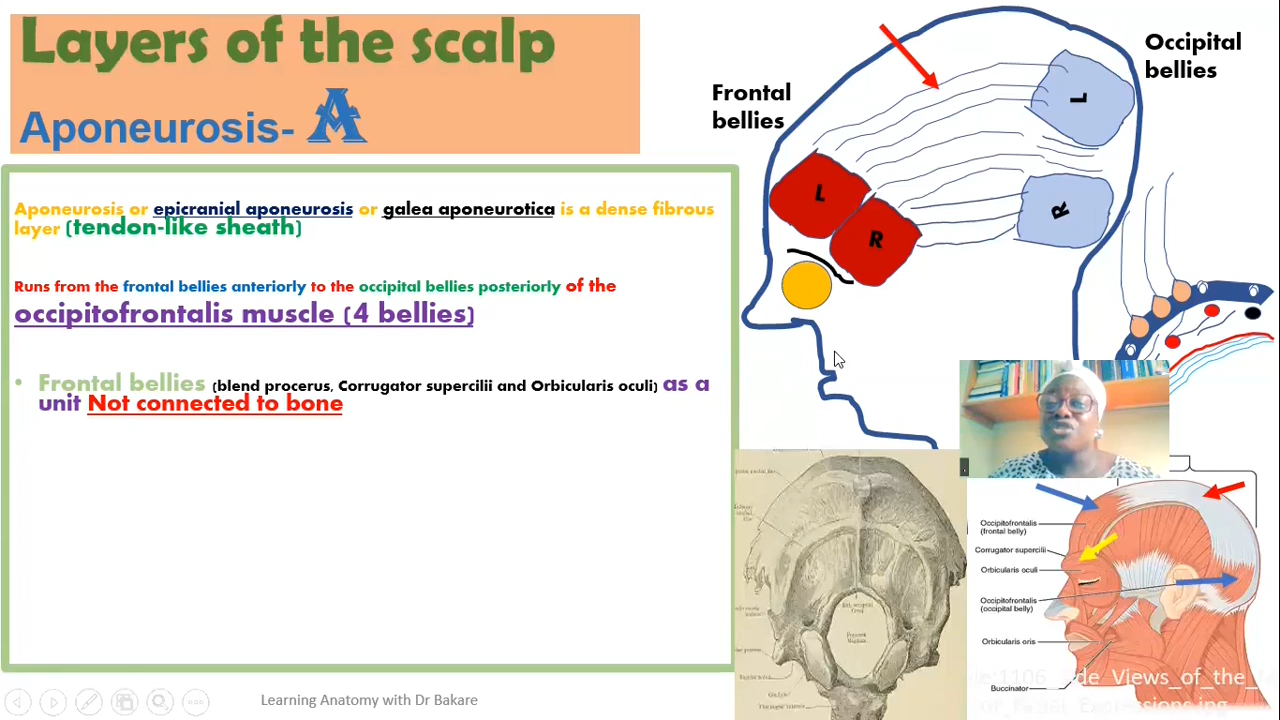 Layers of the scalp
Aponeurosis- A
Aponeurosis or epicranial aponeurosis or galea aponeurotica is a dense fibrous
layer (tendon-like sheath)
Runs from the frontal bellies anteriorly to the occipital bellies posteriorly of the
occipitofrontalis muscle (4 bellies)
• Frontal bellies (blend procerus, Corrugator supercilii and Orbicularis oculi) as a
unit Not connected to bone
Frontal
bellies
Occipital
bellies
L
R
L
R
Occipitofrontalis
(frontal belly)
Corrugator supercilii
Orbicularis oculi
Occipitofrontalis
(occipital belly)
Orbicularis oris
Buccinator
Learning Anatomy with Dr Bakare